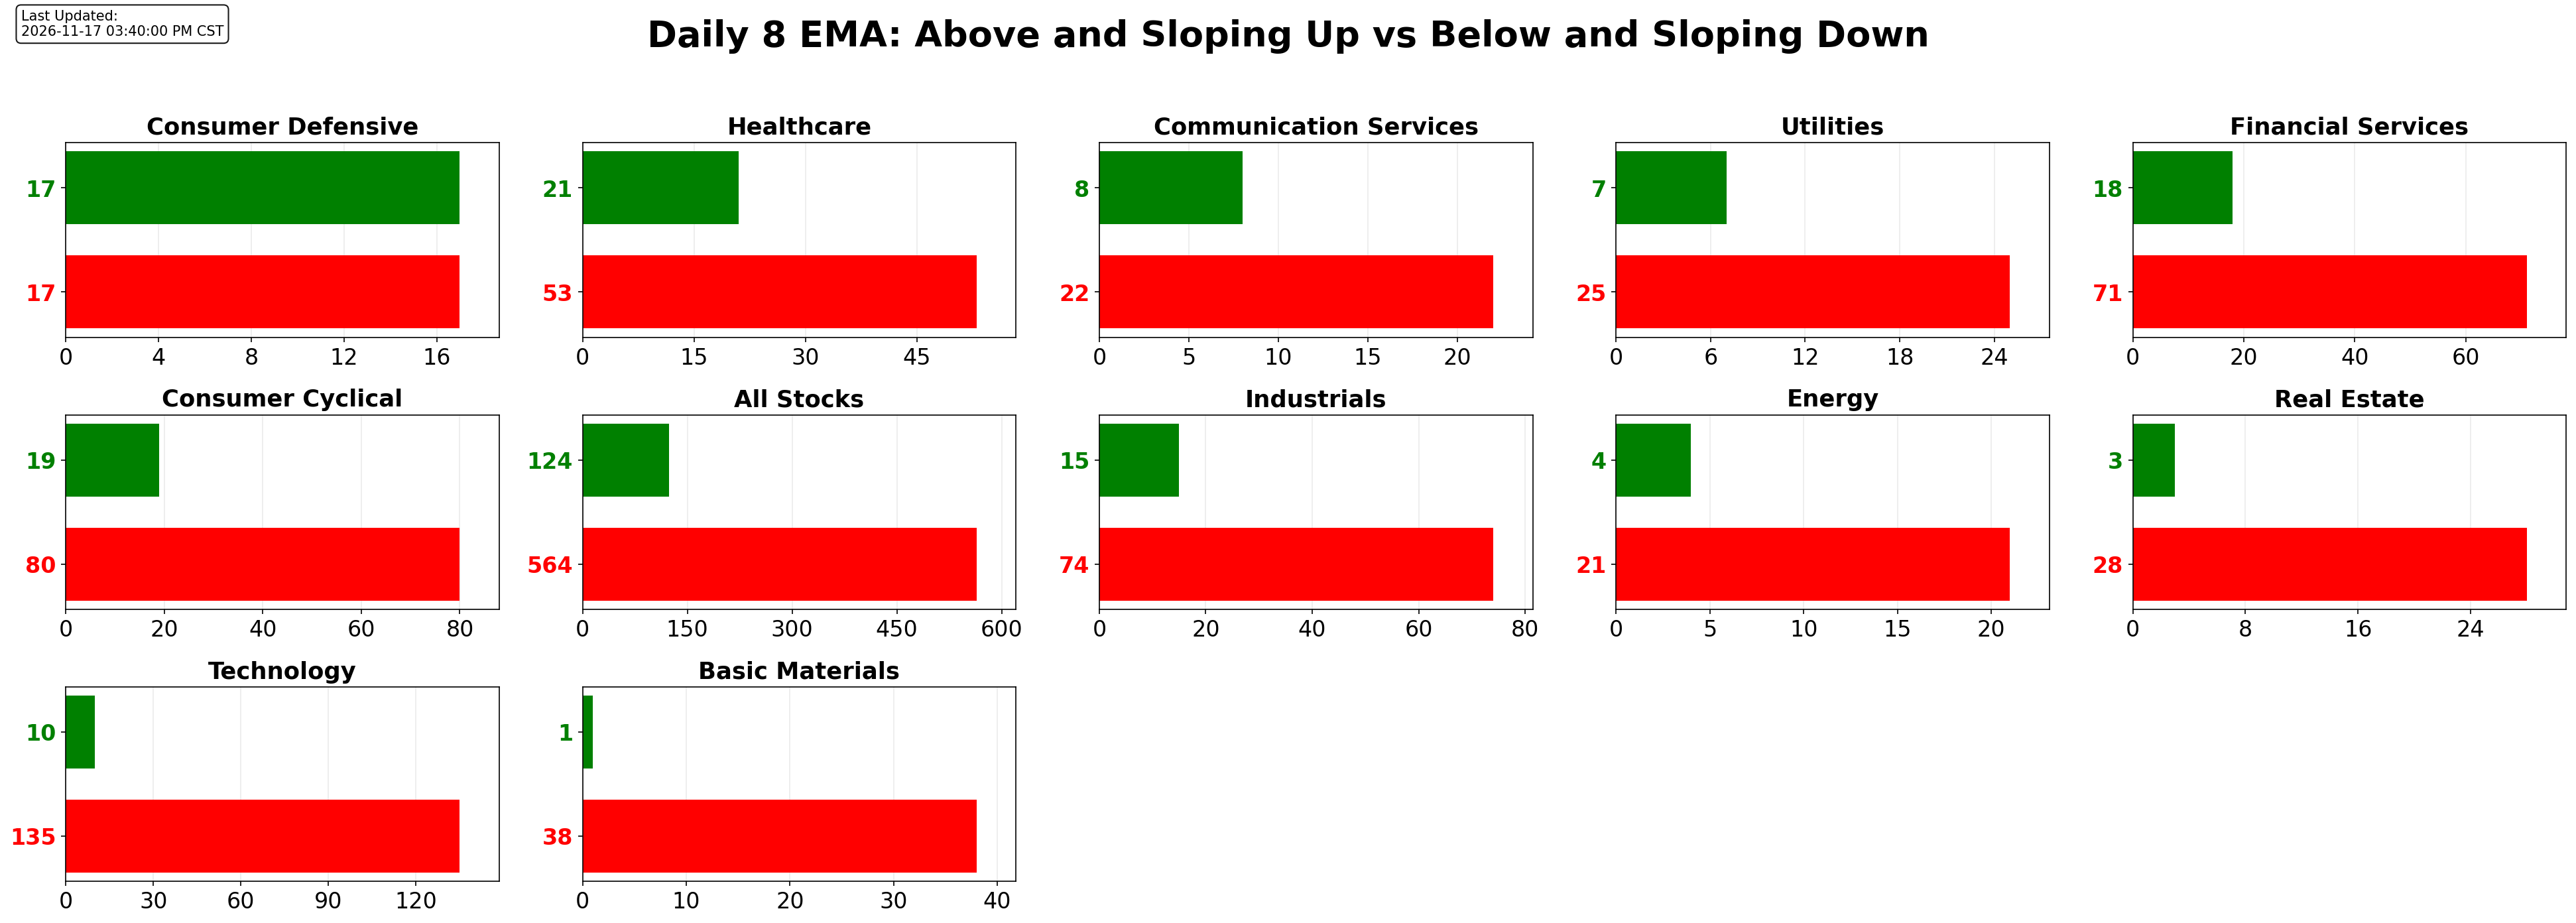 Last Updated:
2026-11-17 03:40:00 PM CST
Daily 8 EMA: Above and Sloping Up vs Below and Sloping Down
Consumer Defensive
17
17
0 4 8 12 16
Healthcare
21
53
0 15 30 45
Communication Services
8
22
0 5 10 15 20
Utilities
7
25
0 6 12 18 24
Financial Services
18
71
0 20 40 60
Consumer Cyclical
19
80
0 20 40 60 80
All Stocks
124
564
0 150 300 450 600
Industrials
15
74
0 20 40 60 80
Energy
4
21
0 5 10 15 20
Real Estate
3
28
0 8 16 24
Technology
10
135
0 30 60 90 120
Basic Materials
1
38
0 10 20 30 40